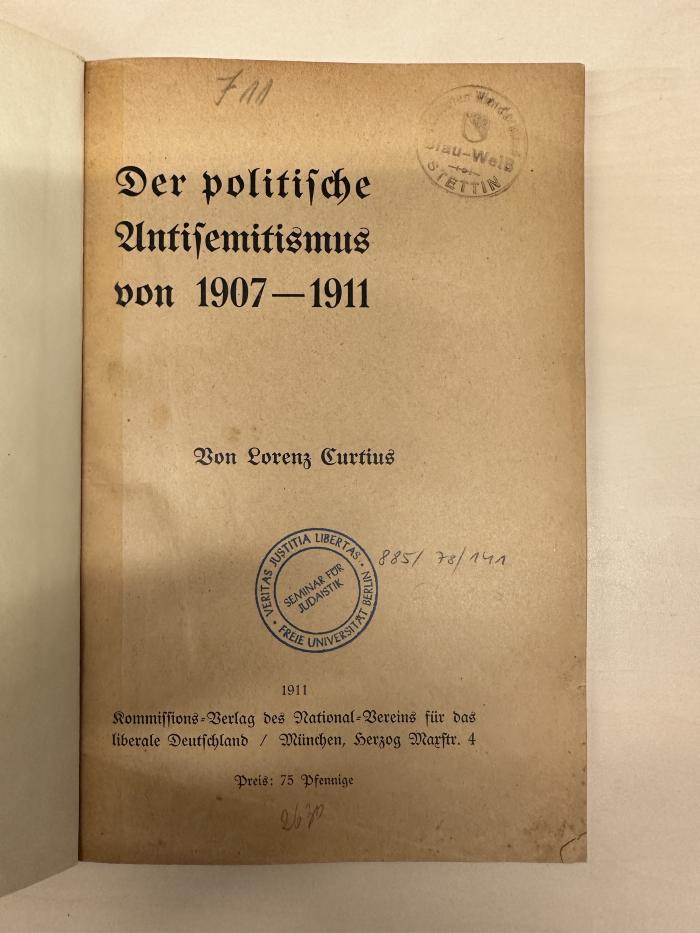 F 11
Wander
Blau-Weiß
STETTIN
Der politische
Antisemitismus
von 1907—1911
Von Lorenz Curtius
VERITAS JUSTITIA LIBERTAS
SEMINAR FÜR
JUDAISTIK
FREIE UNIVERSITÄT BERLIN
885/ 78/141
1911
Kommissions-Verlag des National-Vereins für das
liberale Deutschland / München, Herzog Maxstr. 4
Preis: 75 Pfennige